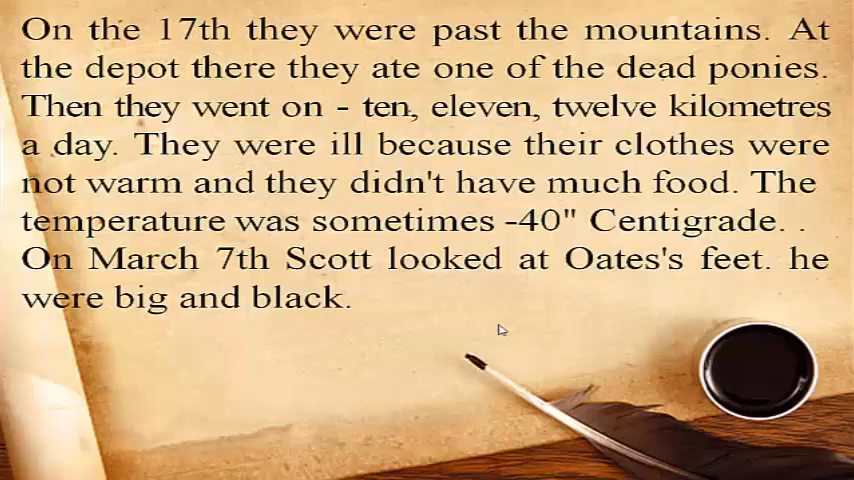 On the 17th they were past the mountains. At
the depot there they ate one of the dead ponies.
Then they went on - ten, eleven, twelve kilometres
a day. They were ill because their clothes were
not warm and they didn't have much food. The
temperature was sometimes -40" Centigrade. .
On March 7th Scott looked at Oates's feet. he
were big and black.